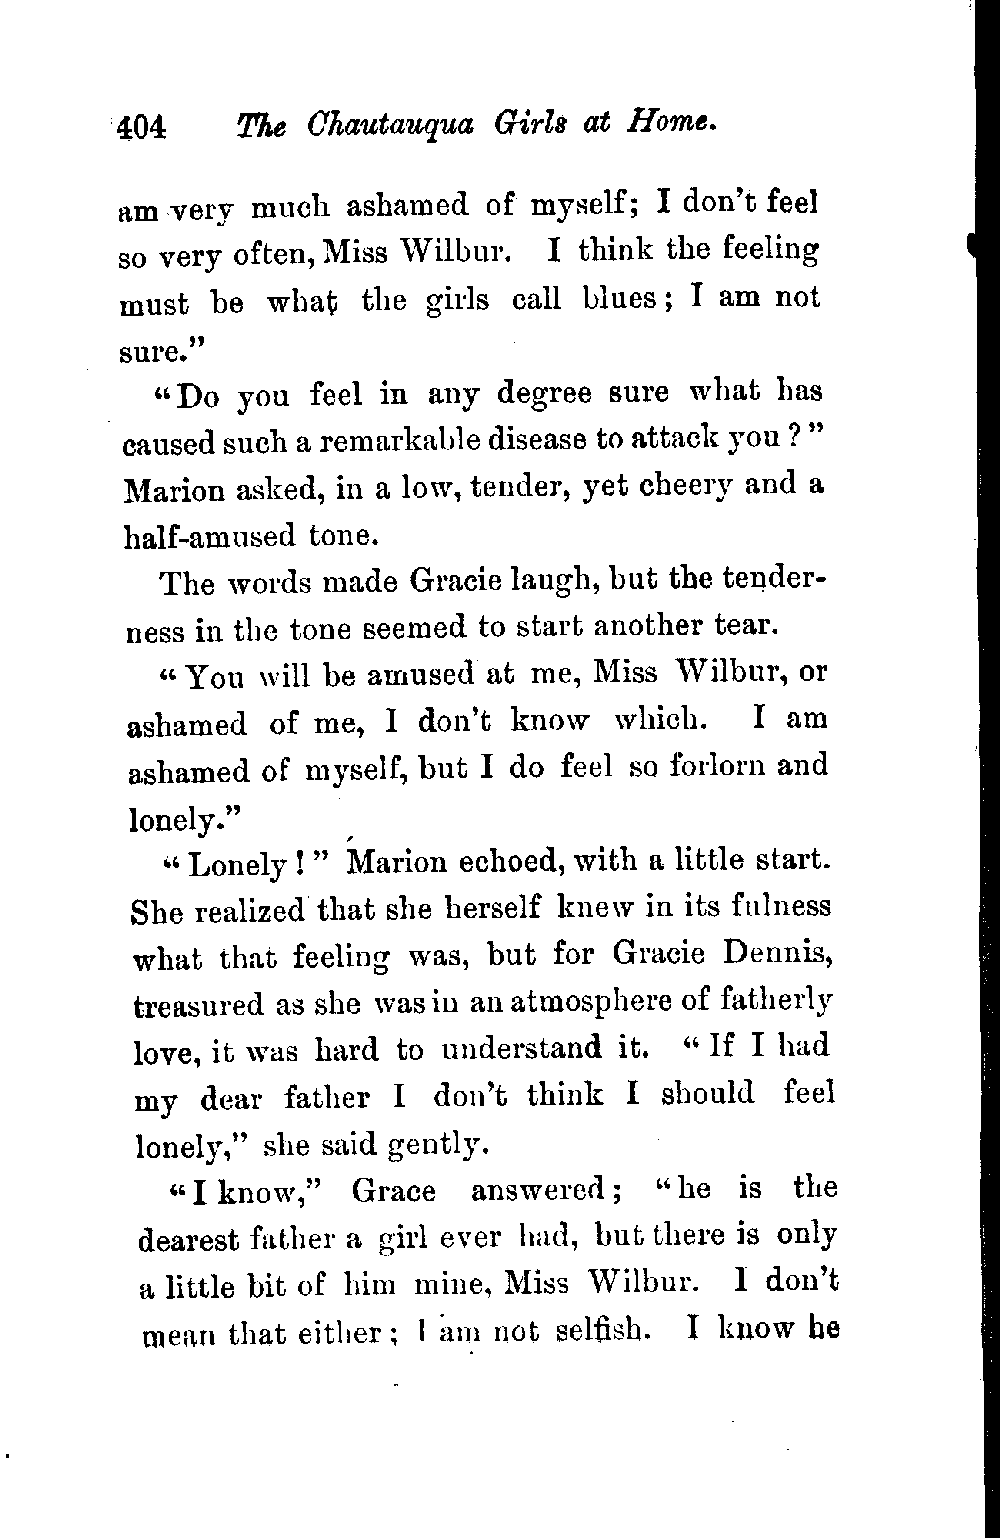 404 The Chautauqua Girls at Home.
am very much ashamed of myself; I don't feel
so very often, Miss Wilbur. I think the feeling
must be what the girls call blues; I am not
sure."
"Do you feel in any degree sure what has
caused such a remarkable disease to attack you?"
Marion asked, in a low, tender, yet cheery and a
half-amused tone.
The words made Gracie laugh, but the tender-
ness in the tone seemed to start another tear.
"You will be amused at me, Miss Wilbur, or
ashamed of me, I don't know which. I am
ashamed of myself, but I do feel so forlorn and
lonely."
"Lonely!" Marion echoed, with a little start.
She realized that she herself knew in its fulness
what that feeling was, but for Gracie Dennis,
treasured as she was in an atmosphere of fatherly
love, it was hard to understand it. "If I had
my dear father I don't think I should feel
lonely," she said gently.
"I know," Grace answered; "he is the
dearest father a girl ever had, but there is only
a little bit of him mine, Miss Wilbur. I don't
mean that either; I am not selfish. I know he